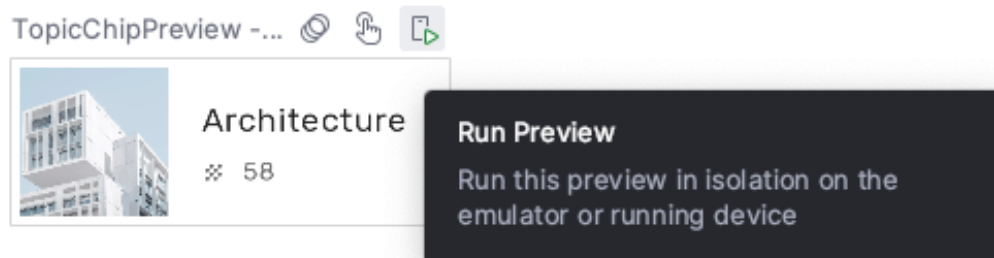 TopicChipPreview -...
Architecture
58
Run Preview
Run this preview in isolation on the
emulator or running device